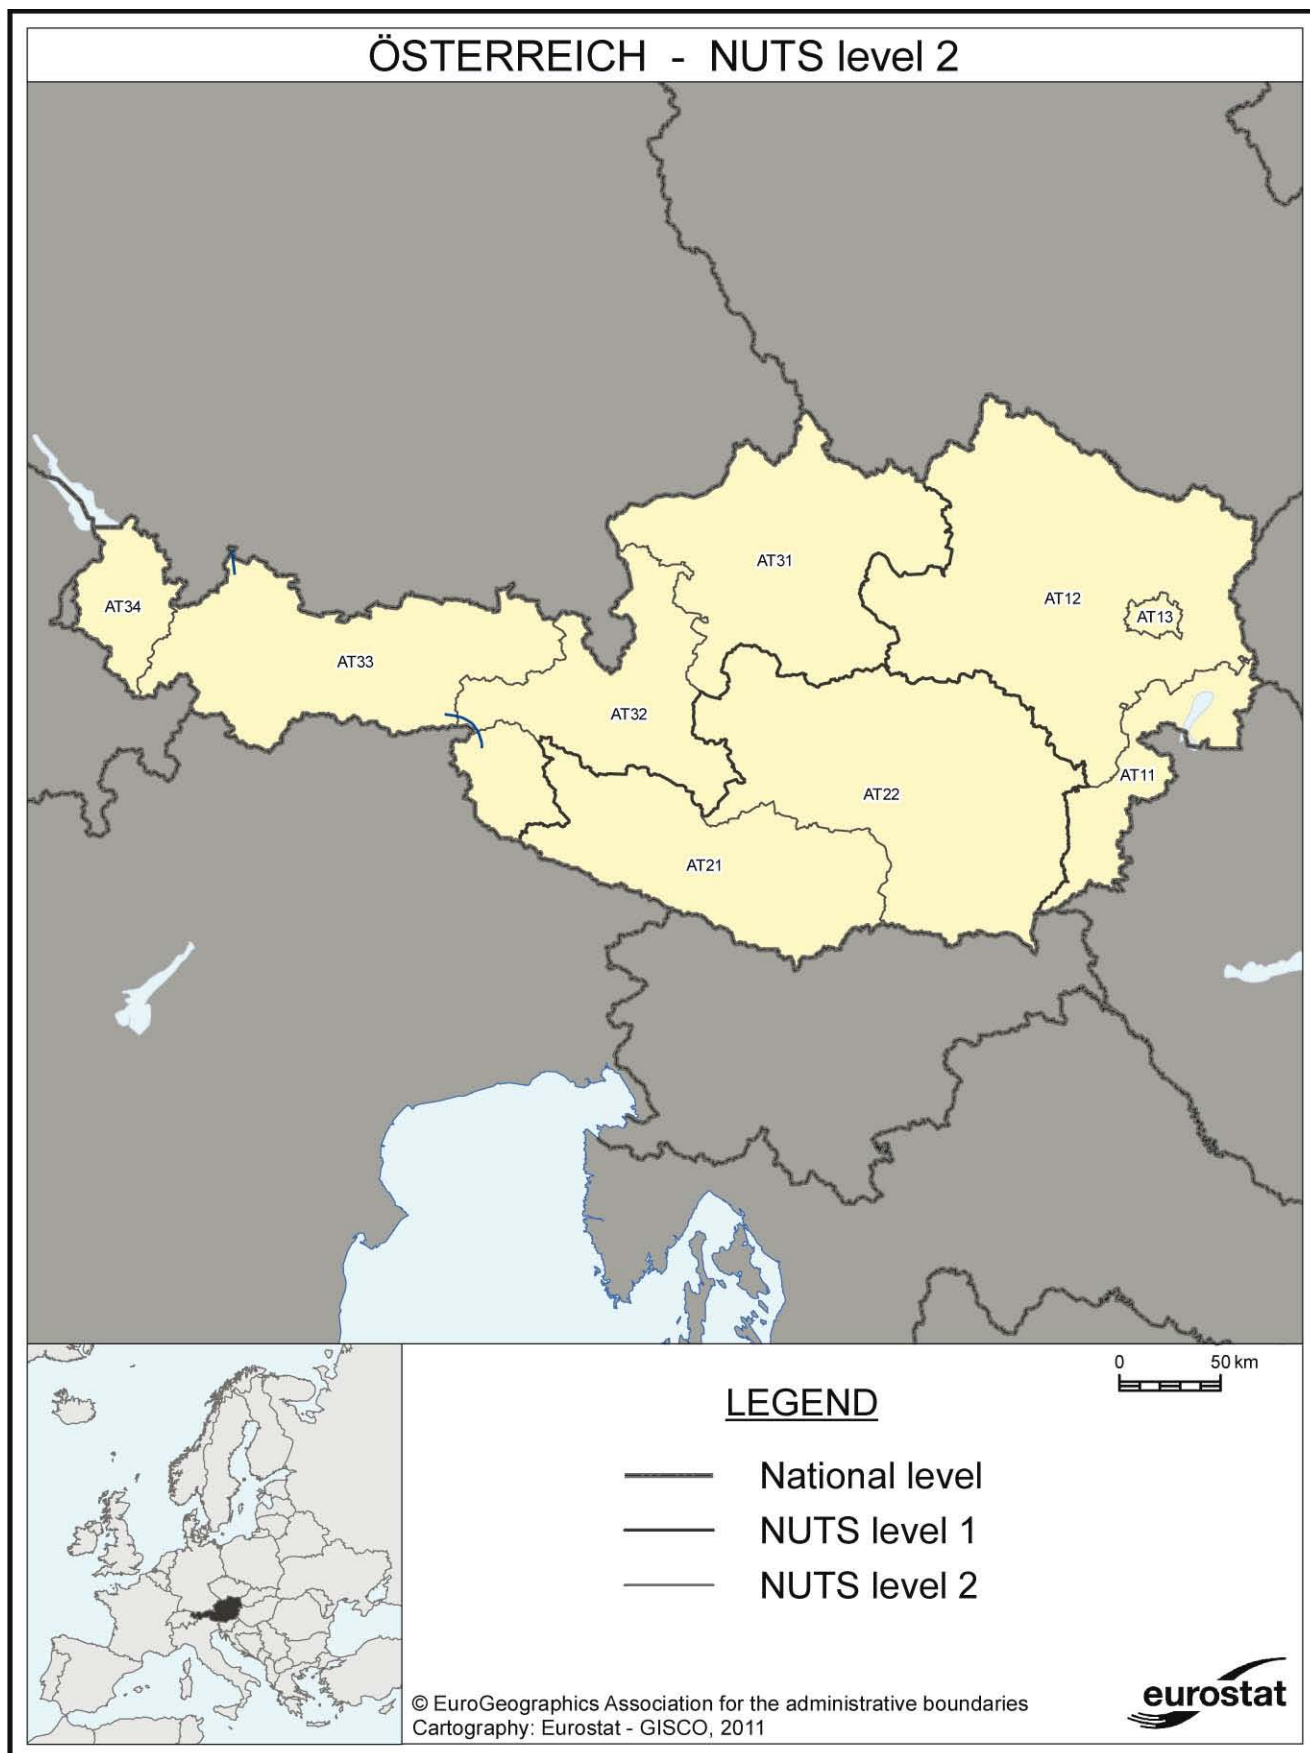 ÖSTERREICH - NUTS level 2
AT31
AT12
AT34
AT13
AT33
AT32
AT11
AT22
AT21
0 50 km
LEGEND
National level
NUTS level 1
NUTS level 2
© EuroGeographics Association for the administrative boundaries
Cartography: Eurostat - GISCO, 2011
eurostat